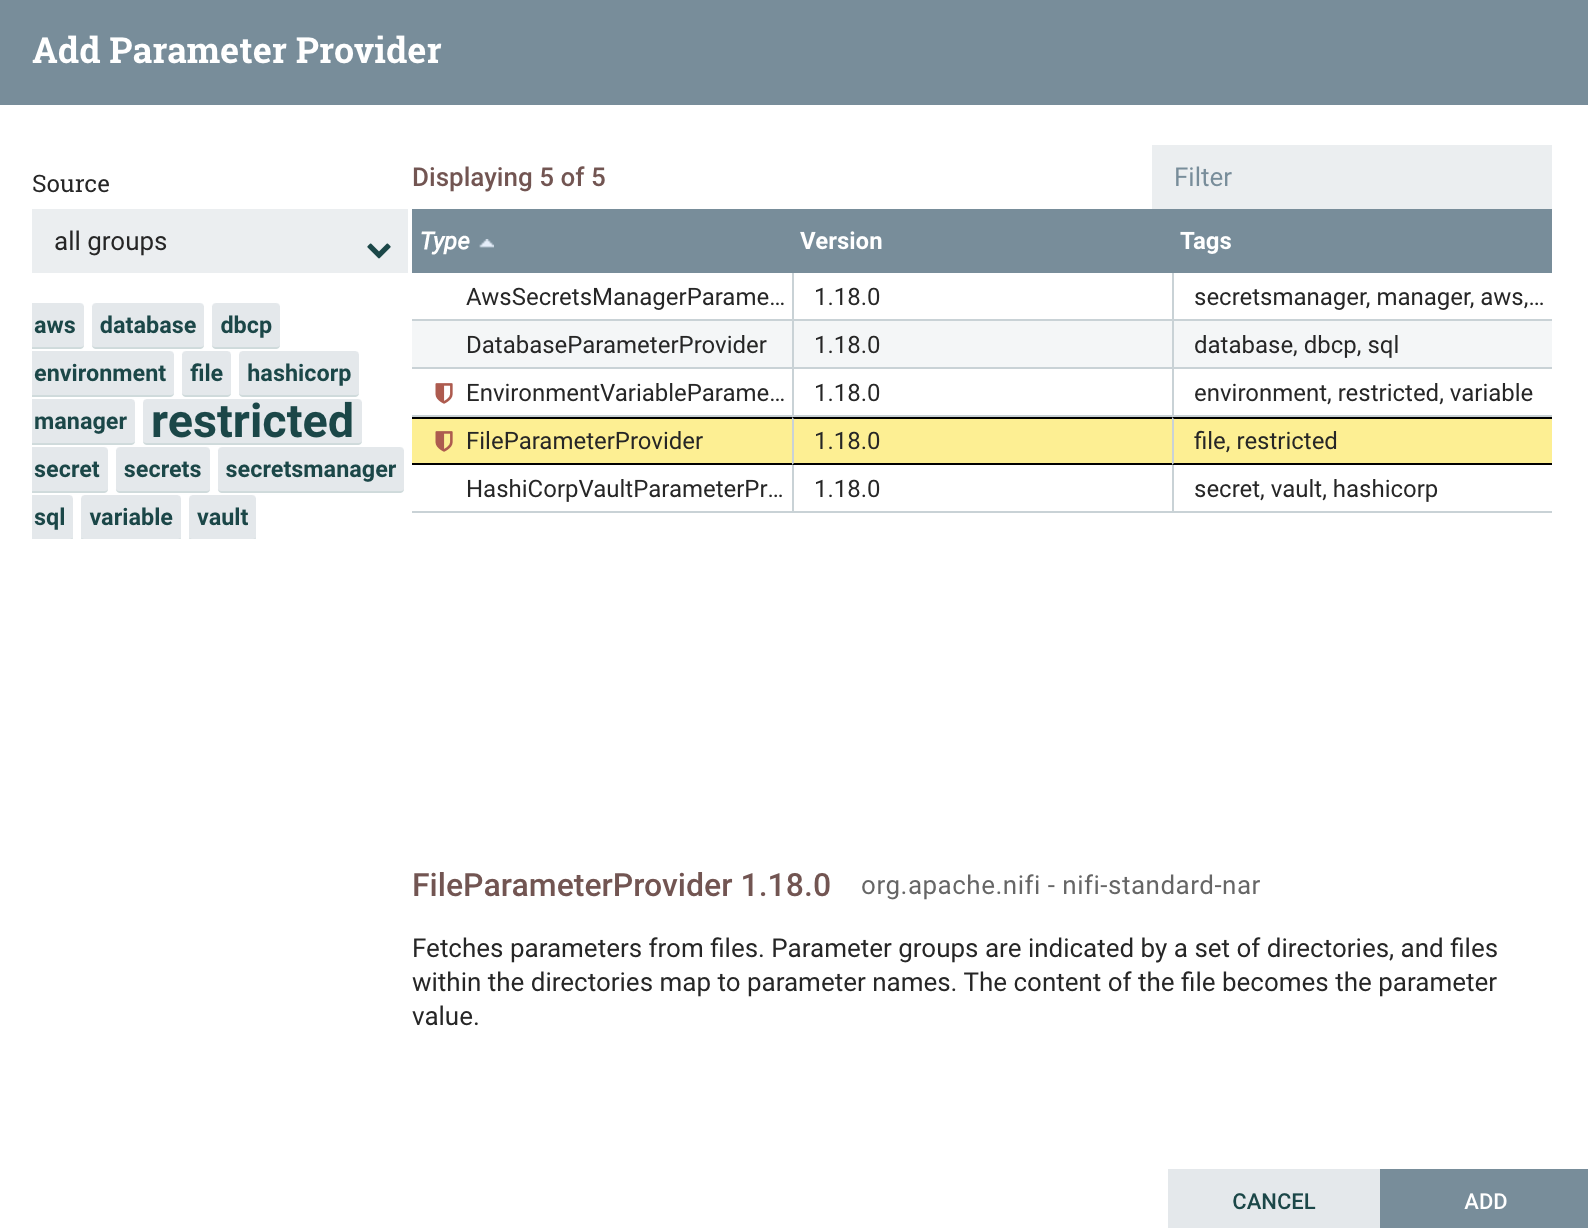 Add Parameter Provider
Source
all groups
aws database dbcp
environment file hashicorp
manager restricted
secret secrets secretsmanager
sql variable vault
Displaying 5 of 5
Filter
Type Version Tags
AwsSecretsManagerParame... 1.18.0 secretsmanager, manager, aws,...
DatabaseParameterProvider 1.18.0 database, dbcp, sql
EnvironmentVariableParame... 1.18.0 environment, restricted, variable
FileParameterProvider 1.18.0 file, restricted
HashiCorpVaultParameterPr... 1.18.0 secret, vault, hashicorp
FileParameterProvider 1.18.0 org.apache.nifi - nifi-standard-nar
Fetches parameters from files. Parameter groups are indicated by a set of directories, and files
within the directories map to parameter names. The content of the file becomes the parameter
value.
CANCEL ADD